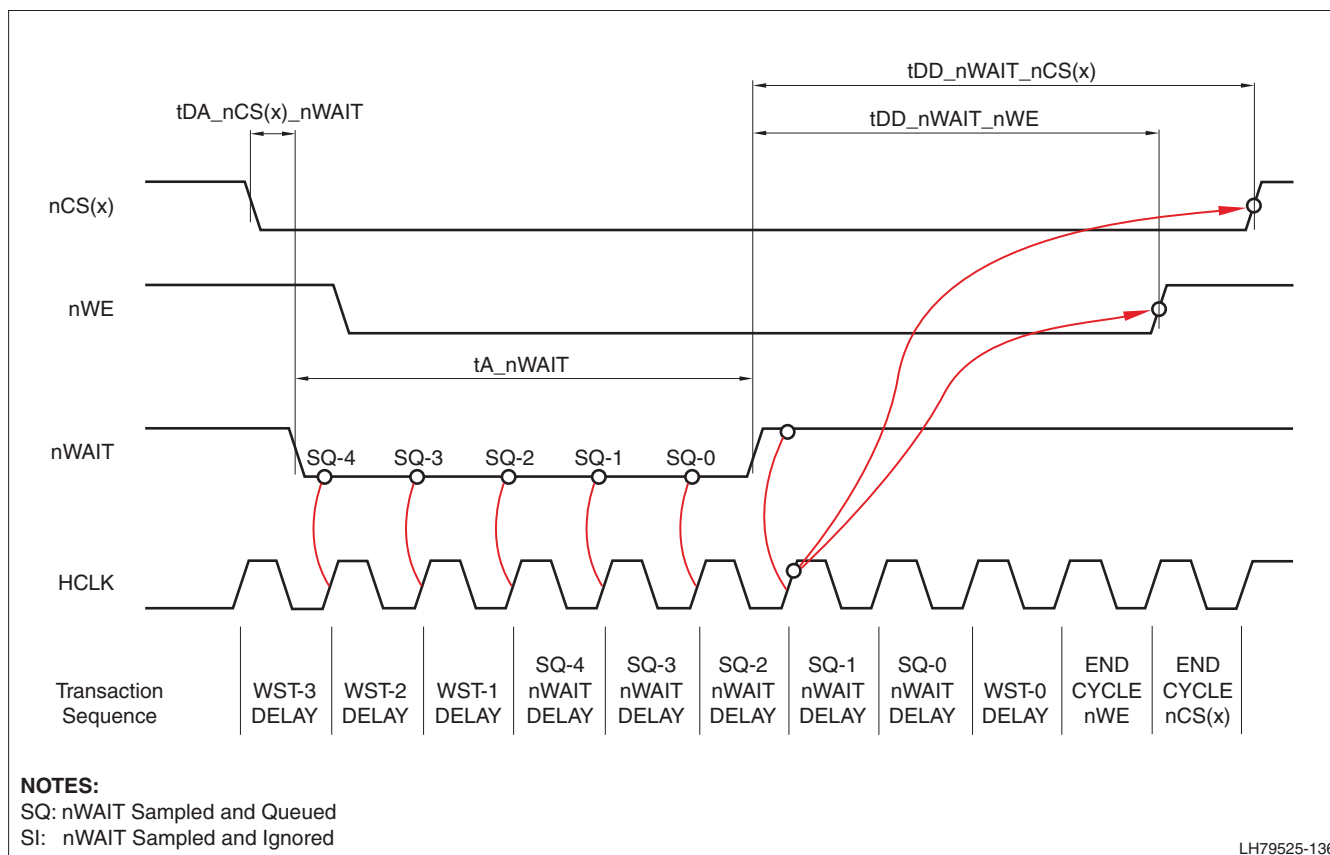 tDD_nWAIT_nCS(x)
tDA_nCS(x)_nWAIT
tDD_nWAIT_nWE
nCS(x)
nWE
tA_nWAIT
nWAIT
SQ-4 SQ-3 SQ-2 SQ-1 SQ-0
HCLK
Transaction
Sequence
WST-3
DELAY
WST-2
DELAY
WST-1
DELAY
SQ-4
nWAIT
DELAY
SQ-3
nWAIT
DELAY
SQ-2
nWAIT
DELAY
SQ-1
nWAIT
DELAY
SQ-0
nWAIT
DELAY
WST-0
DELAY
END
CYCLE
nWE
END
CYCLE
nCS(x)
NOTES:
SQ: nWAIT Sampled and Queued
SI: nWAIT Sampled and Ignored
LH79525-136